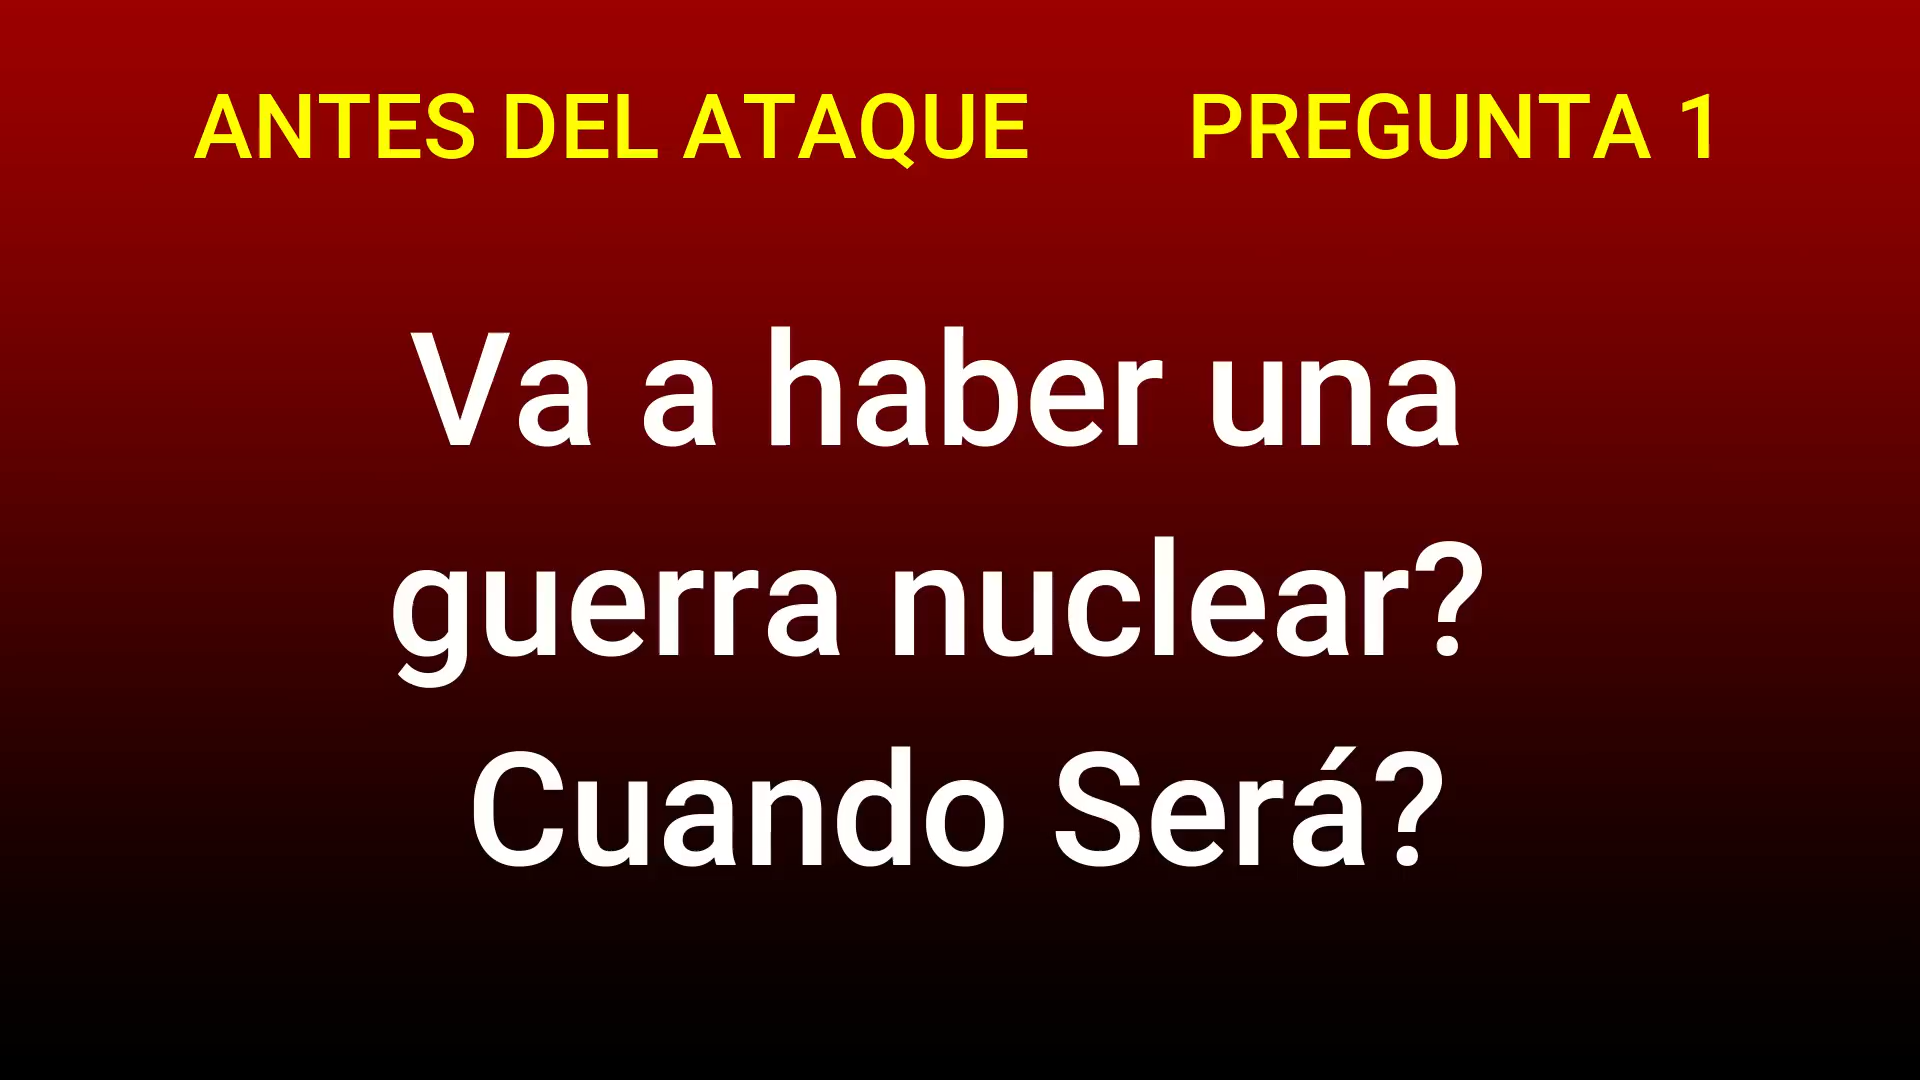 ANTES DEL ATAQUE PREGUNTA 1
Va a haber una
guerra nuclear?
Cuando Será?